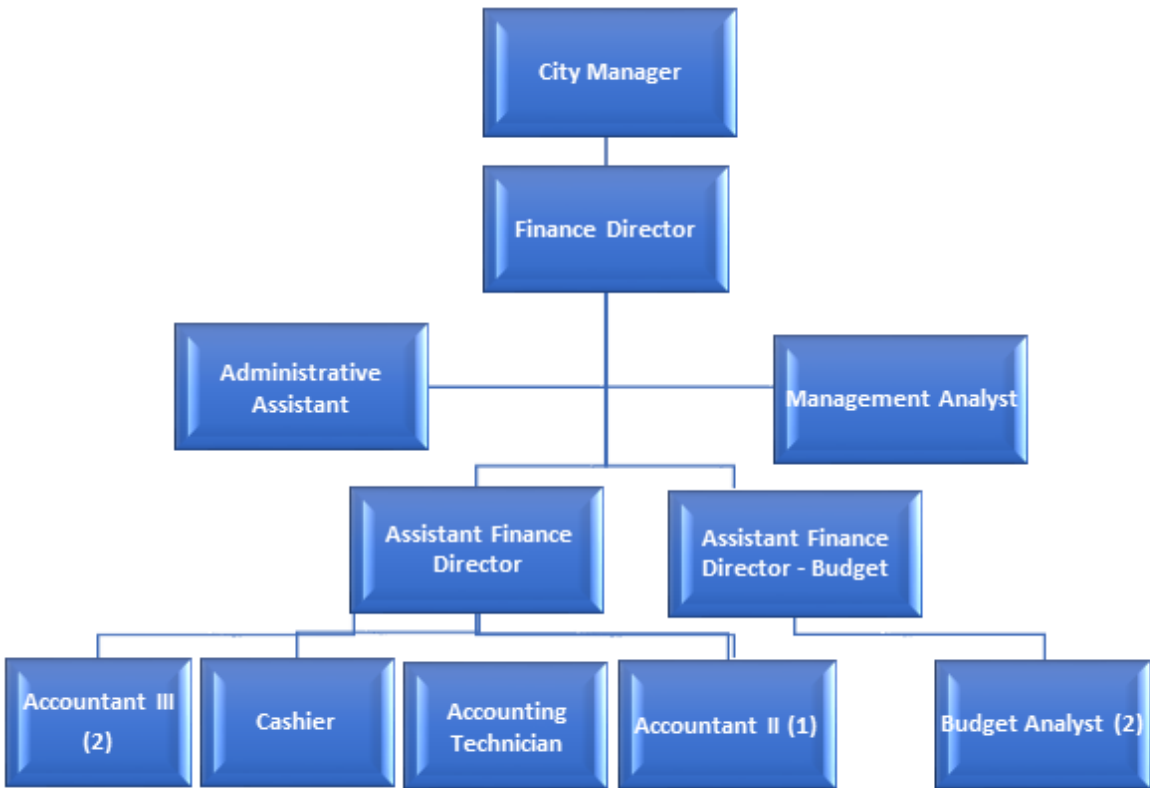 City Manager
Finance Director
Administrative
Assistant
Management Analyst
Assistant Finance
Director
Assistant Finance
Director - Budget
Accountant III
(2)
Cashier
Accounting
Technician
Accountant II (1)
Budget Analyst (2)